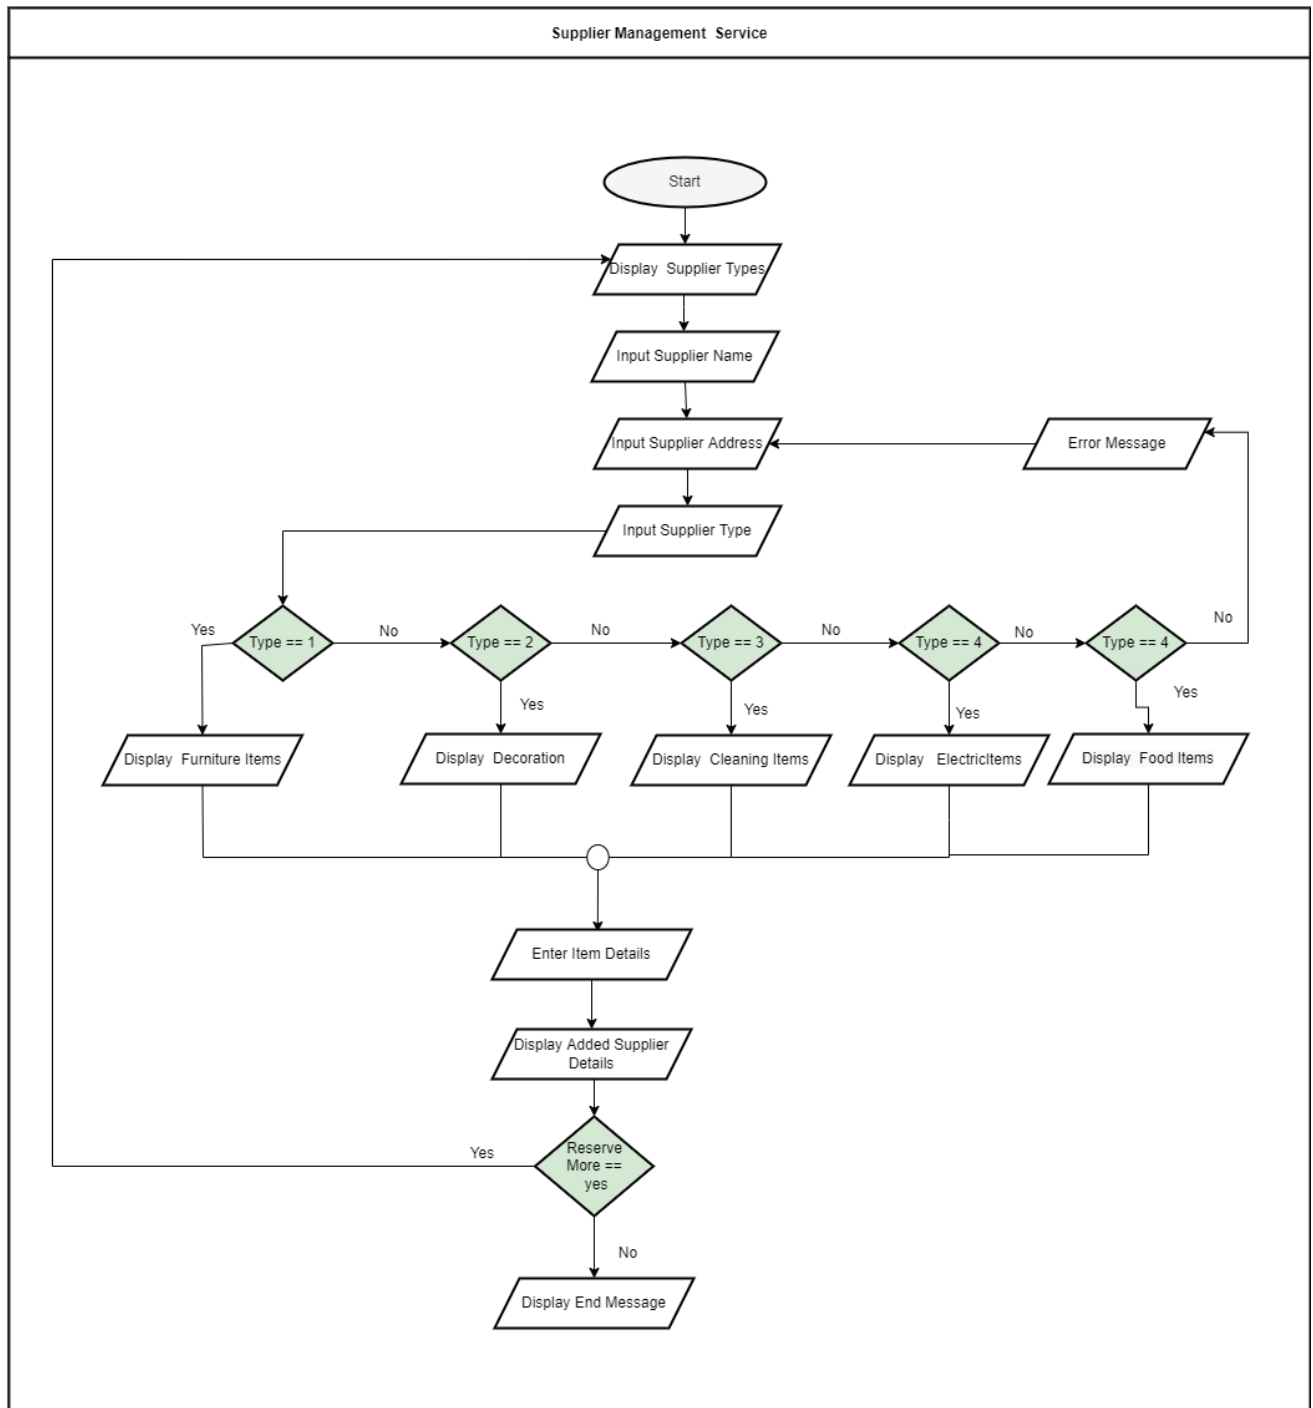 Supplier Management Service
Start
Display Supplier Types
Input Supplier Name
Input Supplier Address
Error Message
Input Supplier Type
Yes
Type == 1
No
Type == 2
No
Type == 3
No
Type == 4
No
Type == 4
No
Yes
Yes
Yes
Yes
Display Furniture Items
Display Decoration
Display Cleaning Items
Display ElectricItems
Display Food Items
Enter Item Details
Display Added Supplier
Details
Yes
Reserve
More ==
yes
No
Display End Message